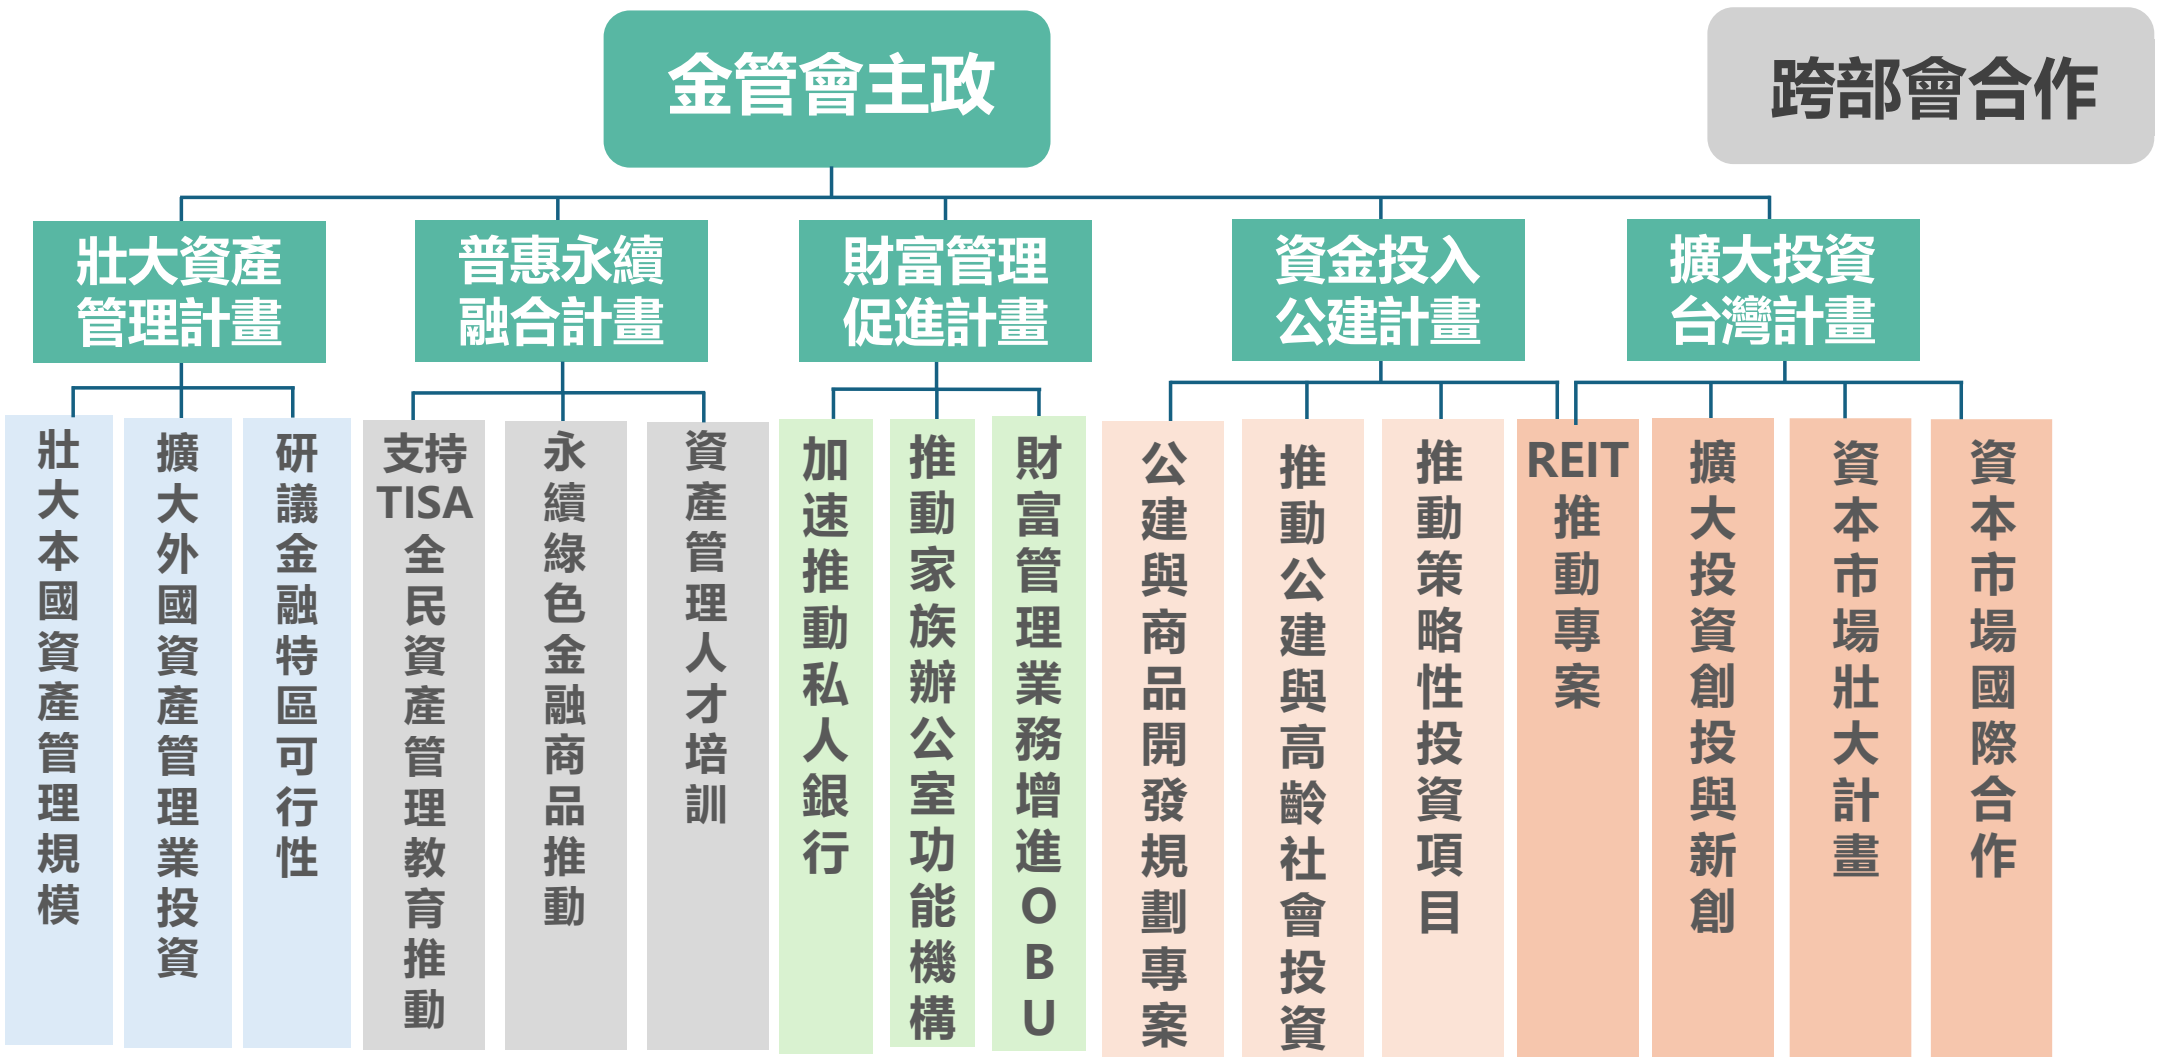 金管會主政
跨部會合作
壯大資產
管理計畫
普惠永續
融合計畫
財富管理
促進計畫
資金投入
公建計畫
擴大投資
台灣計畫
壯大本國資產管理規模
擴大外國資產管理業投資
研議金融特區可行性
支持TISA全民資產管理教育推動
永續綠色金融商品推動
資產管理人才培訓
加速推動私人銀行
推動家族辦公室功能機構
財富管理業務增進OBU
公建與商品開發規劃專案
推動公建與高齡社會投資
推動策略性投資項目
REIT推動專案
擴大投資創投與新創
資本市場壯大計畫
資本市場國際合作